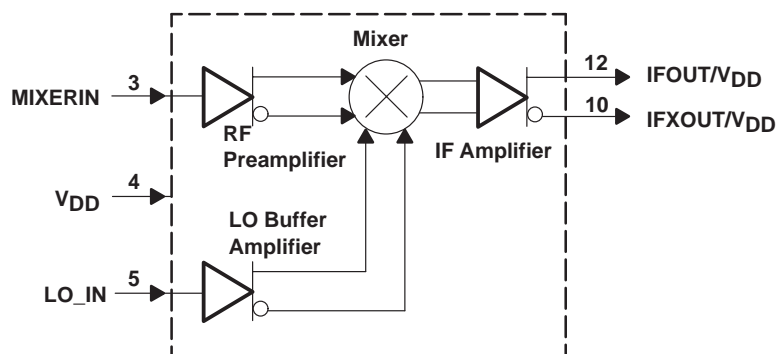 Mixer
3
12
MIXERIN
IFOUT/VDD
10
IFXOUT/VDD
RF
Preamplifier
IF Amplifier
4
VDD
LO Buffer
Amplifier
5
LO_IN